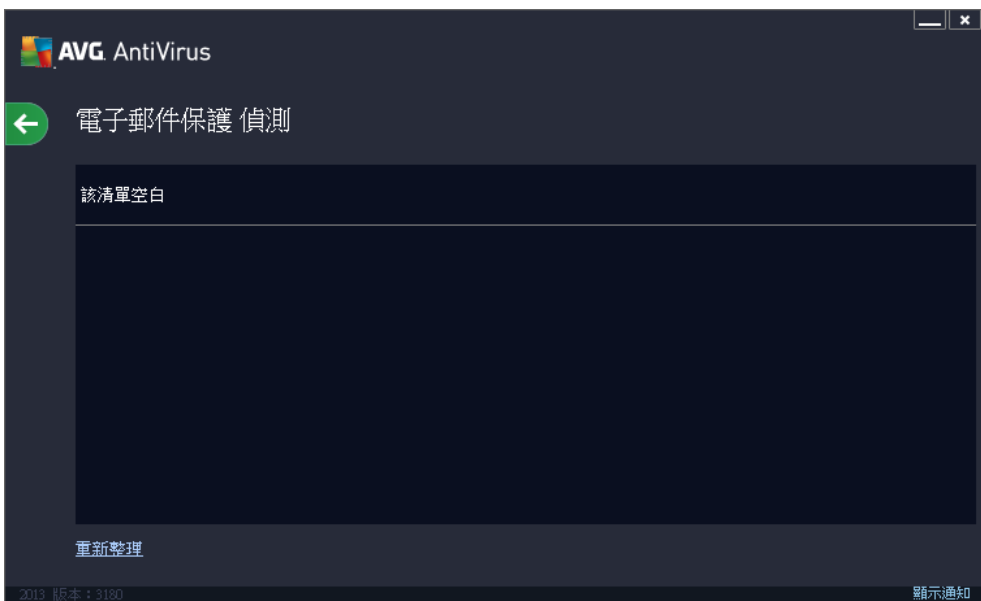 AVG. AntiVirus
電子郵件保護 偵測
該清單空白
重新整理
2013 版本：3180
顯示通知